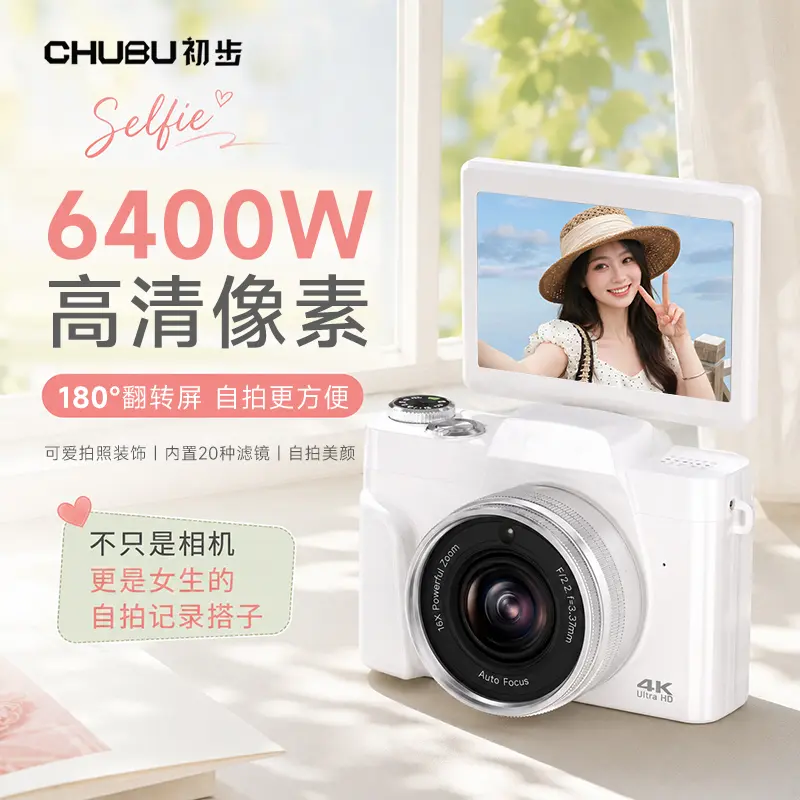 CHUBU初步
Selfie
6400W
高清像素
180°翻转屏 自拍更方便
可爱拍照装饰 | 内置20种滤镜 | 自拍美颜
不只是相机
更是女生的
自拍记录搭子
16X Powerful Zoom
F/2.2 f=3.37mm
Auto Focus
4K
Ultra HD